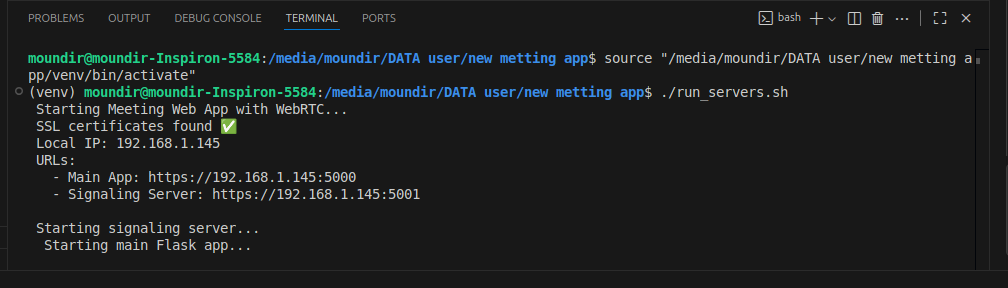 PROBLEMS OUTPUT DEBUG CONSOLE TERMINAL PORTS bash
moundir@moundir-Inspiron-5584:/media/moundir/DATA user/new metting app$ source "/media/moundir/DATA user/new metting a
pp/venv/bin/activate"
(venv) moundir@moundir-Inspiron-5584:/media/moundir/DATA user/new metting app$ ./run_servers.sh
Starting Meeting Web App with WebRTC...
SSL certificates found ✅
Local IP: 192.168.1.145
URLs:
- Main App: https://192.168.1.145:5000
- Signaling Server: https://192.168.1.145:5001
Starting signaling server...
Starting main Flask app...